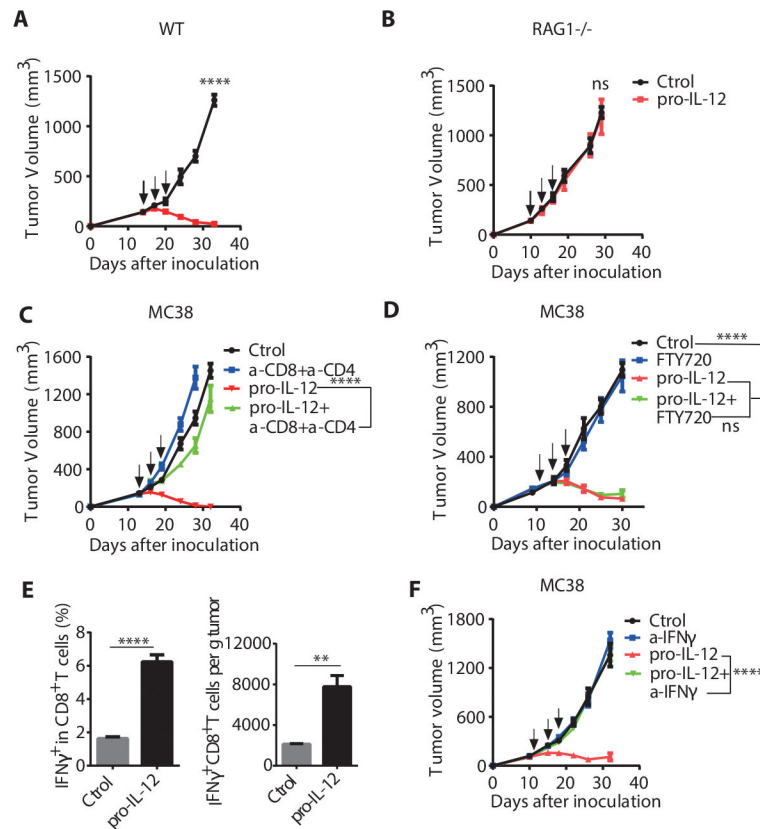 A
WT
Tumor Volume (mm3)
1500
1000
500
0
****
0 10 20 30 40
Days after inoculation
B
RAG1-/-
Tumor Volume (mm3)
1500
1000
500
0
ns
Ctrol
pro-IL-12
0 10 19 29 40
Days after inoculation
C
MC38
Tumor Volume (mm3)
1600
1200
800
400
0
Ctrol
a-CD8+a-CD4
pro-IL-12 ****
pro-IL-12+
a-CD8+a-CD4
0 10 20 30 40
Days after inoculation
D
MC38
Tumor Volume (mm3)
1200
800
400
0
Ctrol ****
FTY720
pro-IL-12
pro-IL-12+
FTY720
ns
0 10 20 30
Days after inoculation
E
IFNγ+ in CD8+T cells (%)
8
6
4
2
0
****
Ctrol
pro-IL-12
IFNγ+CD8+T cells per g tumor
12000
8000
4000
0
**
Ctrol
pro-IL-12
F
MC38
Tumor volume (mm3)
1800
1200
600
0
Ctrol
a-IFNγ
pro-IL-12
pro-IL-12+ ****
a-IFNγ
0 10 20 30 40
Days after inoculation